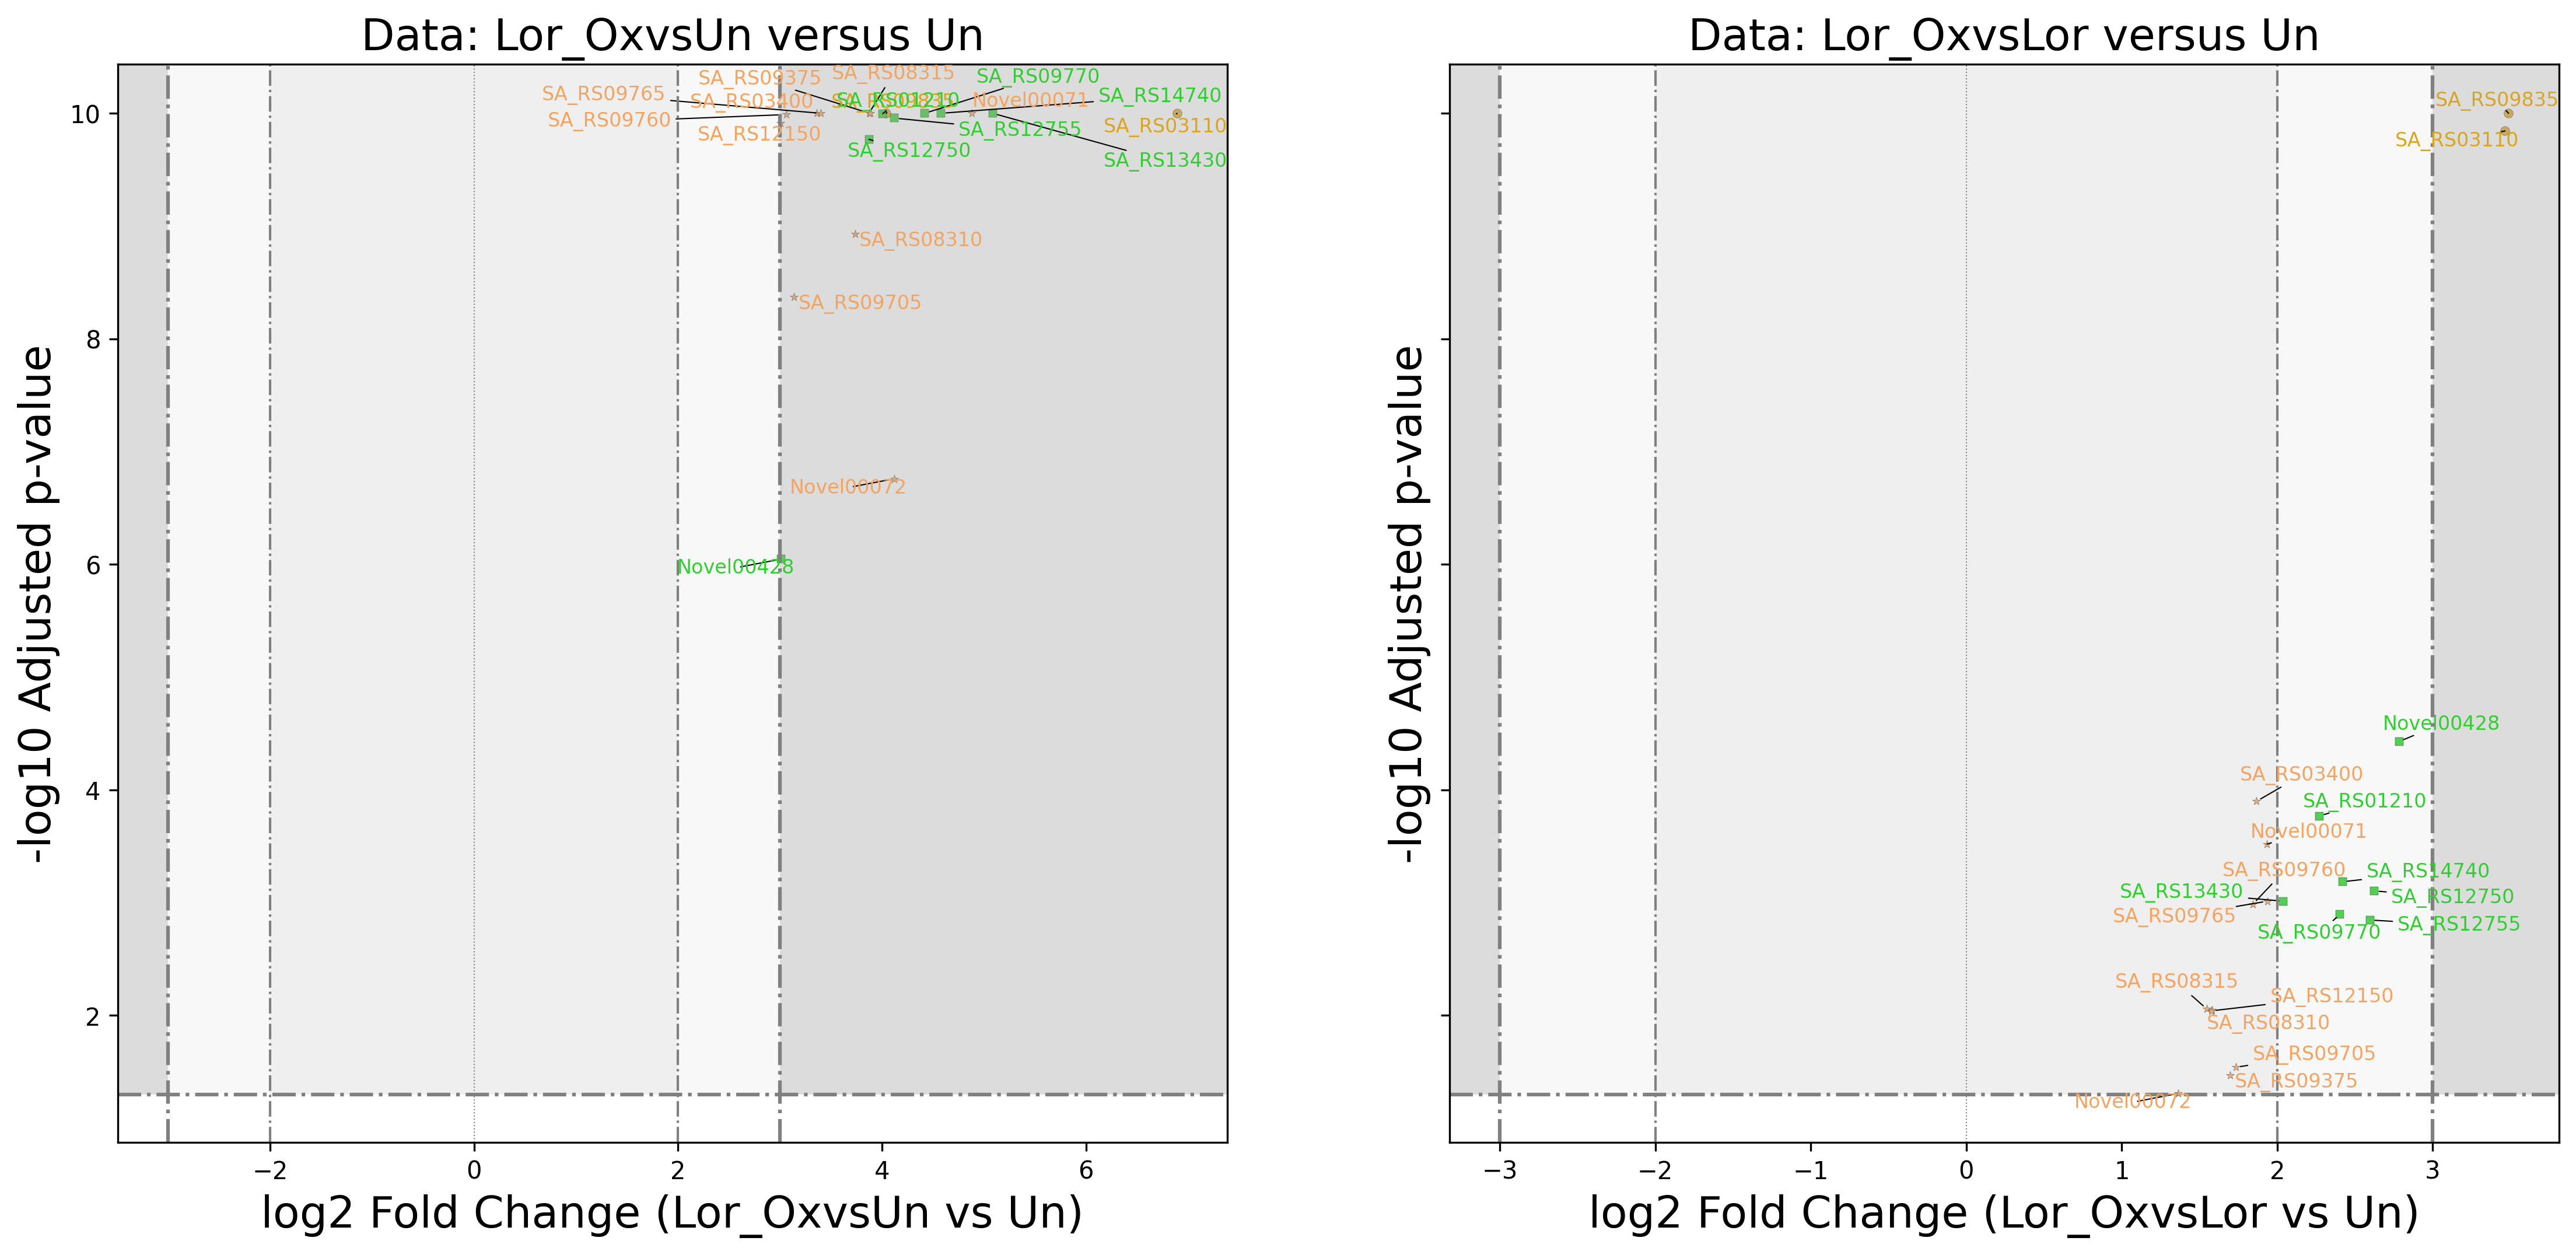 Data: Lor_OxvsUn versus Un
SA_RS09375
SA_RS08315
SA_RS09770
SA_RS09765
SA_RS03400
SA_RS01210
SA_RS09835
Novel00071
SA_RS14740
SA_RS09760
SA_RS12150
SA_RS12755
SA_RS03110
SA_RS12750
SA_RS13430
SA_RS08310
SA_RS09705
Novel00072
Novel00428
10
8
6
4
2
-log10 Adjusted p-value
−2
0
2
4
6
log2 Fold Change (Lor_OxvsUn vs Un)
Data: Lor_OxvsLor versus Un
SA_RS09835
SA_RS03110
Novel00428
SA_RS03400
SA_RS01210
Novel00071
SA_RS09760
SA_RS14740
SA_RS13430
SA_RS12750
SA_RS09765
SA_RS12755
SA_RS09770
SA_RS08315
SA_RS12150
SA_RS08310
SA_RS09705
SA_RS09375
Novel00072
-log10 Adjusted p-value
−3
−2
−1
0
1
2
3
log2 Fold Change (Lor_OxvsLor vs Un)